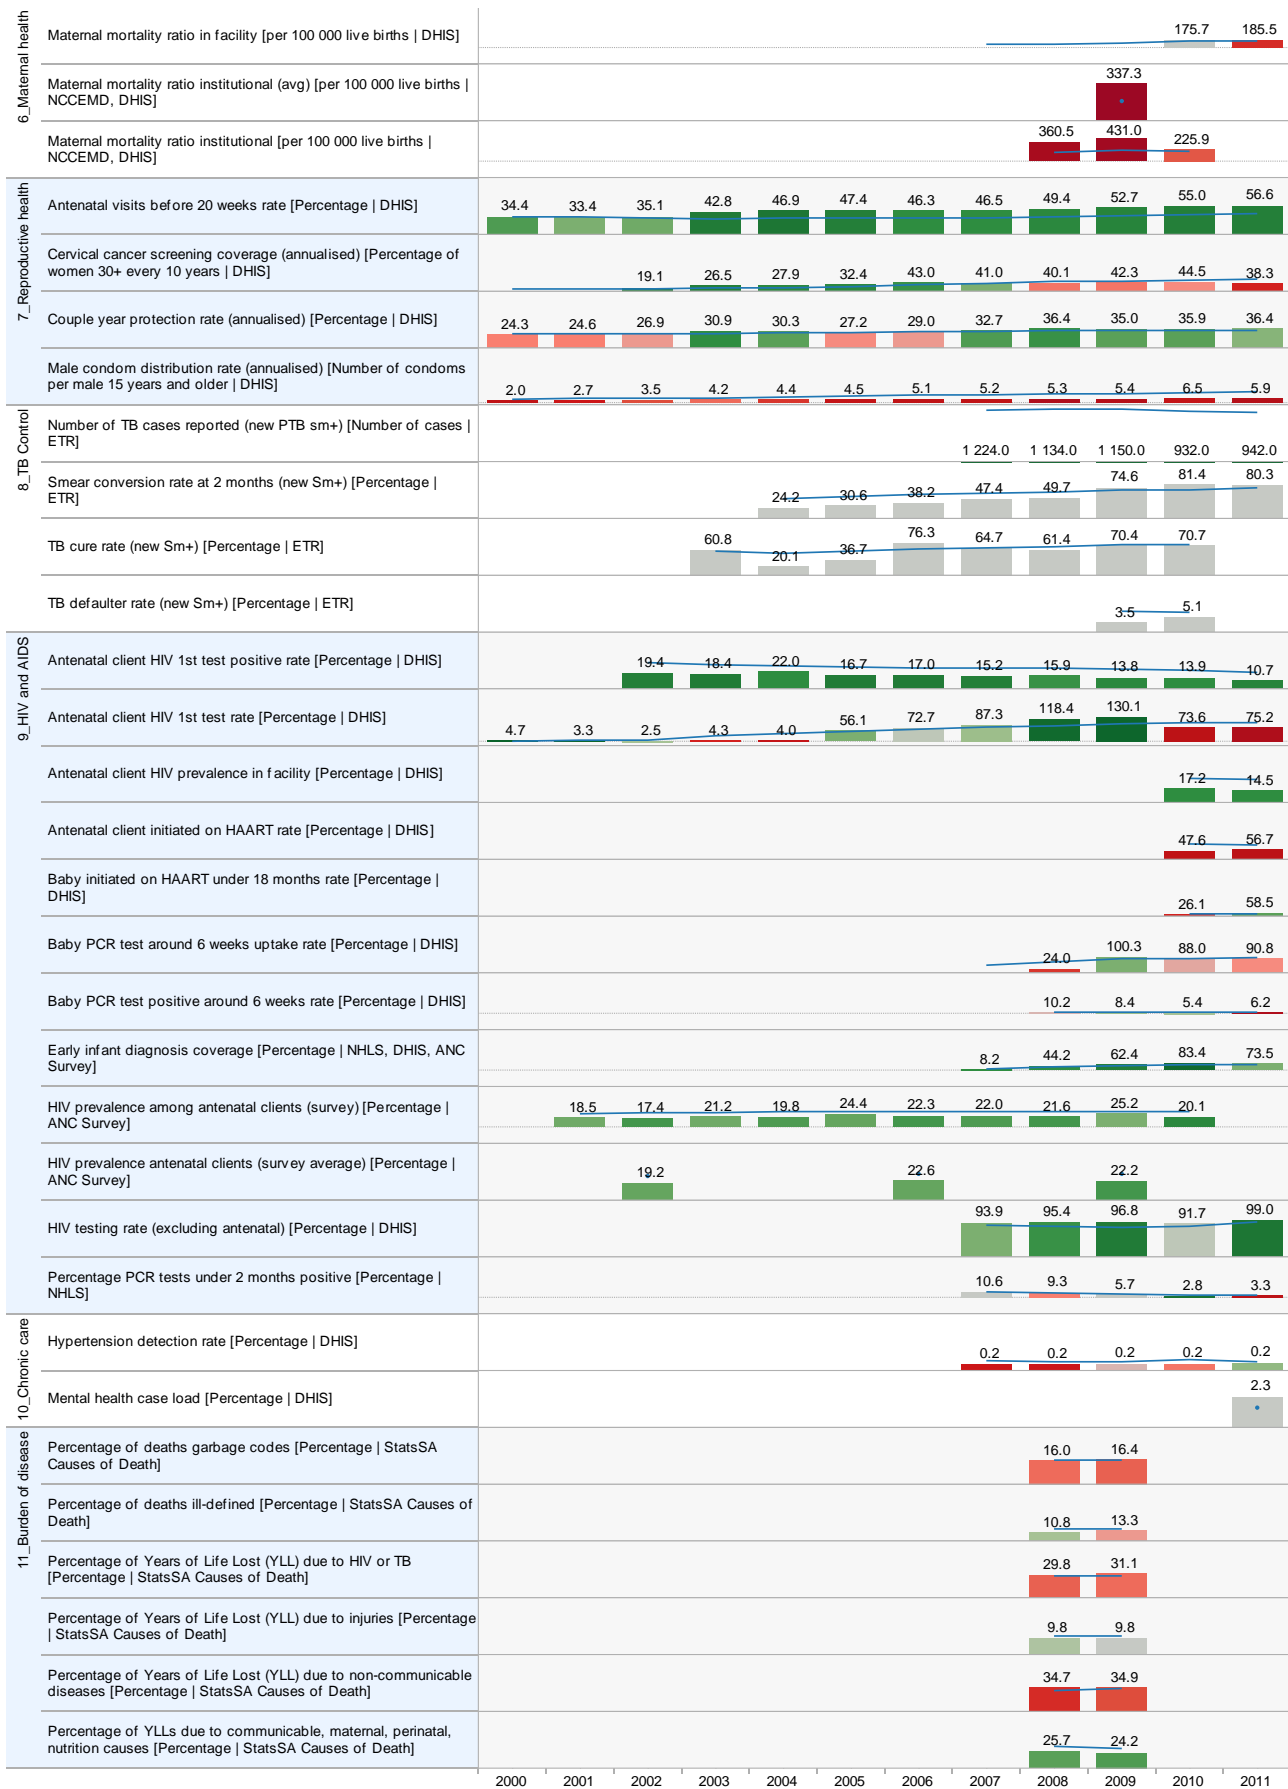 6_Maternal health
Maternal mortality ratio in facility [per 100 000 live births | DHIS]
175.7 185.5
Maternal mortality ratio institutional (avg) [per 100 000 live births |
NCCEMD, DHIS]
337.3
Maternal mortality ratio institutional [per 100 000 live births |
NCCEMD, DHIS]
360.5 431.0 225.9
7_Reproductive health
Antenatal visits before 20 weeks rate [Percentage | DHIS]
34.4 33.4 35.1 42.8 46.9 47.4 46.3 46.5 49.4 52.7 55.0 56.6
Cervical cancer screening coverage (annualised) [Percentage of
women 30+ every 10 years | DHIS]
19.1 26.5 27.9 32.4 43.0 41.0 40.1 42.3 44.5 38.3
Couple year protection rate (annualised) [Percentage | DHIS]
24.3 24.6 26.9 30.9 30.3 27.2 29.0 32.7 36.4 35.0 35.9 36.4
Male condom distribution rate (annualised) [Number of condoms
per male 15 years and older | DHIS]
2.0 2.7 3.5 4.2 4.4 4.5 5.1 5.2 5.3 5.4 6.5 5.9
8_TB Control
Number of TB cases reported (new PTB sm+) [Number of cases |
ETR]
1 224.0 1 134.0 1 150.0 932.0 942.0
Smear conversion rate at 2 months (new Sm+) [Percentage |
ETR]
24.2 30.6 38.2 47.4 49.7 74.6 81.4 80.3
TB cure rate (new Sm+) [Percentage | ETR]
60.8 20.1 36.7 76.3 64.7 61.4 70.4 70.7
TB defaulter rate (new Sm+) [Percentage | ETR]
3.5 5.1
9_HIV and AIDS
Antenatal client HIV 1st test positive rate [Percentage | DHIS]
19.4 18.4 22.0 16.7 17.0 15.2 15.9 13.8 13.9 10.7
Antenatal client HIV 1st test rate [Percentage | DHIS]
4.7 3.3 2.5 4.3 4.0 56.1 72.7 87.3 118.4 130.1 73.6 75.2
Antenatal client HIV prevalence in facility [Percentage | DHIS]
17.2 14.5
Antenatal client initiated on HAART rate [Percentage | DHIS]
47.6 56.7
Baby initiated on HAART under 18 months rate [Percentage |
DHIS]
26.1 58.5
Baby PCR test around 6 weeks uptake rate [Percentage | DHIS]
24.0 100.3 88.0 90.8
Baby PCR test positive around 6 weeks rate [Percentage | DHIS]
10.2 8.4 5.4 6.2
Early infant diagnosis coverage [Percentage | NHLS, DHIS, ANC
Survey]
8.2 44.2 62.4 83.4 73.5
HIV prevalence among antenatal clients (survey) [Percentage |
ANC Survey]
18.5 17.4 21.2 19.8 24.4 22.3 22.0 21.6 25.2 20.1
HIV prevalence antenatal clients (survey average) [Percentage |
ANC Survey]
19.2 22.6 22.2
HIV testing rate (excluding antenatal) [Percentage | DHIS]
93.9 95.4 96.8 91.7 99.0
Percentage PCR tests under 2 months positive [Percentage |
NHLS]
10.6 9.3 5.7 2.8 3.3
10_Chronic care
Hypertension detection rate [Percentage | DHIS]
0.2 0.2 0.2 0.2 0.2
Mental health case load [Percentage | DHIS]
2.3
11_Burden of disease
Percentage of deaths garbage codes [Percentage | StatsSA
Causes of Death]
16.0 16.4
Percentage of deaths ill-defined [Percentage | StatsSA Causes of
Death]
10.8 13.3
Percentage of Years of Life Lost (YLL) due to HIV or TB
[Percentage | StatsSA Causes of Death]
29.8 31.1
Percentage of Years of Life Lost (YLL) due to injuries [Percentage
| StatsSA Causes of Death]
9.8 9.8
Percentage of Years of Life Lost (YLL) due to non-communicable
diseases [Percentage | StatsSA Causes of Death]
34.7 34.9
Percentage of YLLs due to communicable, maternal, perinatal,
nutrition causes [Percentage | StatsSA Causes of Death]
25.7 24.2
2000 2001 2002 2003 2004 2005 2006 2007 2008 2009 2010 2011